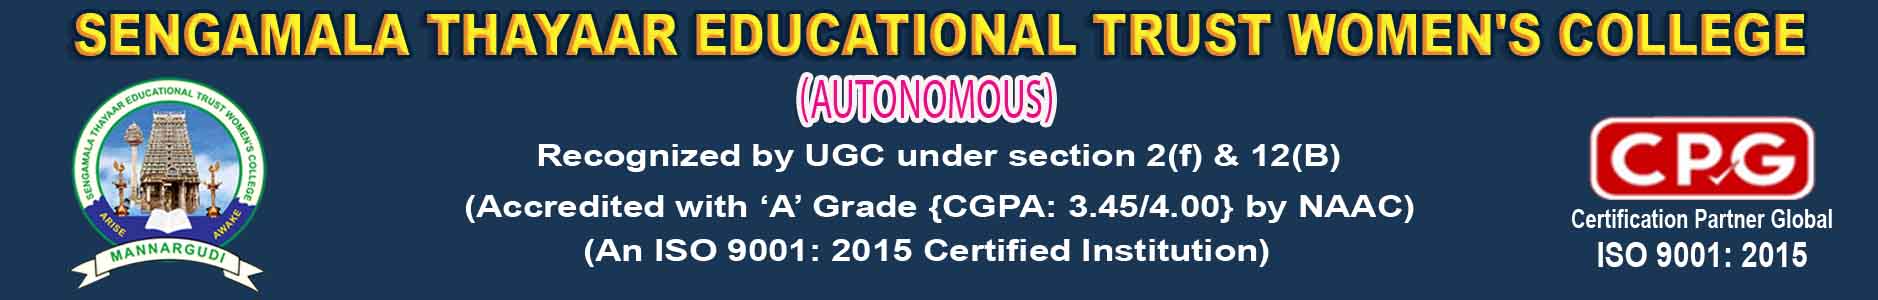 SENGAMALA THAYAAR EDUCATIONAL TRUST WOMEN'S COLLEGE
(AUTONOMOUS)
SENGAMALA THAYAAR EDUCATIONAL TRUST WOMEN'S COLLEGE
ARISE AWAKE
MANNARGUDI
Recognized by UGC under section 2(f) & 12(B)
(Accredited with ‘A’ Grade {CGPA: 3.45/4.00} by NAAC)
(An ISO 9001: 2015 Certified Institution)
CPG
Certification Partner Global
ISO 9001: 2015